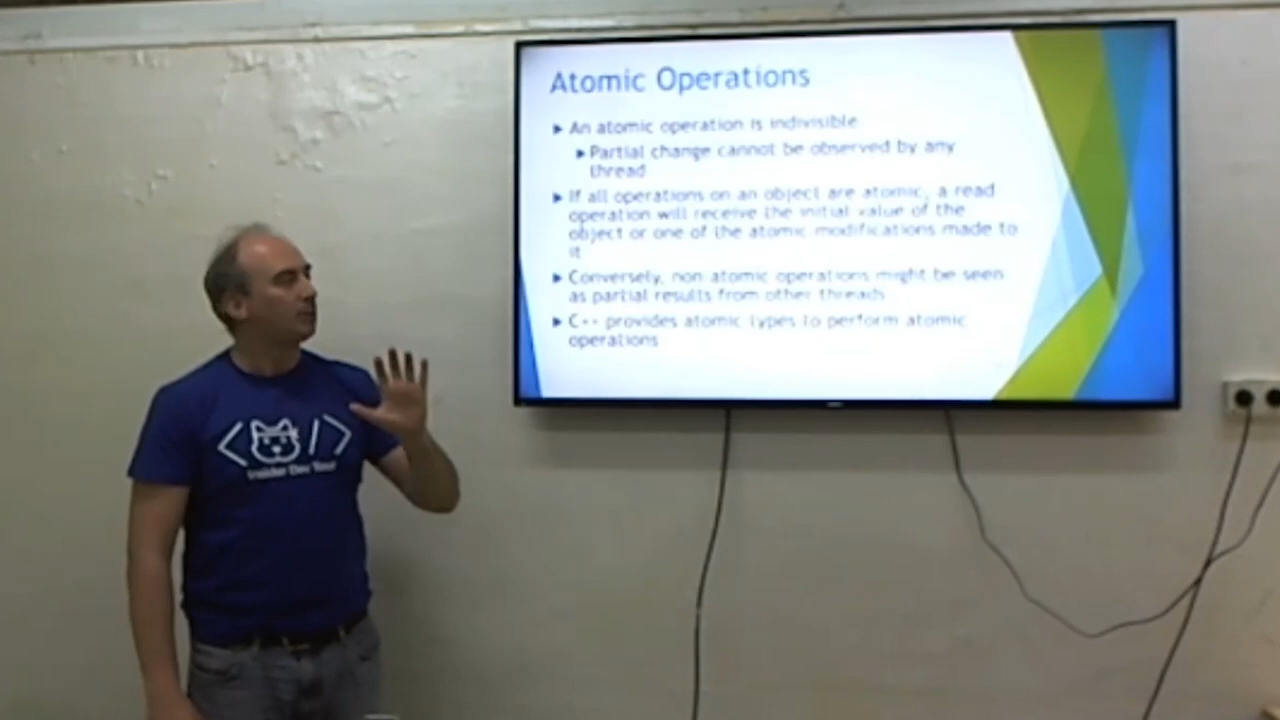 Atomic Operations
An atomic operation is indivisible
Partial change cannot be observed by any
thread
If all operations on an object are atomic, a read
operation will receive the initial value of the
object or one of the atomic modifications made to
it
Conversely, non atomic operations might be seen
as partial results from other threads
C++ provides atomic types to perform atomic
operations
< />
Insider Dev Tour